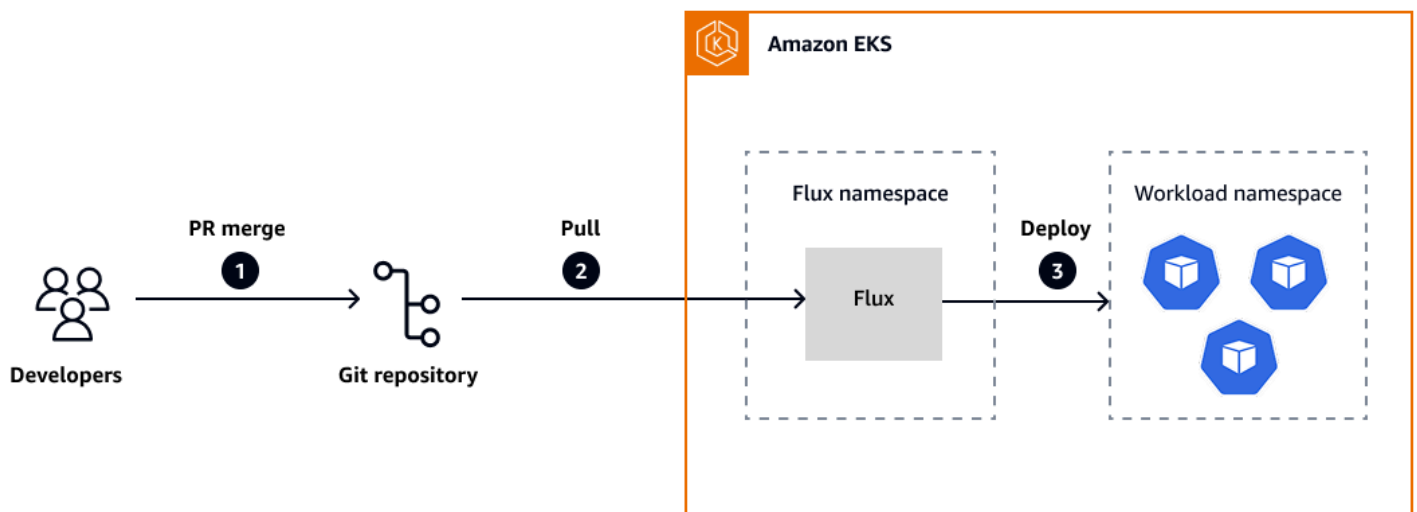 Amazon EKS
Flux namespace
Workload namespace
PR merge
1
Pull
2
Deploy
3
Flux
Developers
Git repository
K